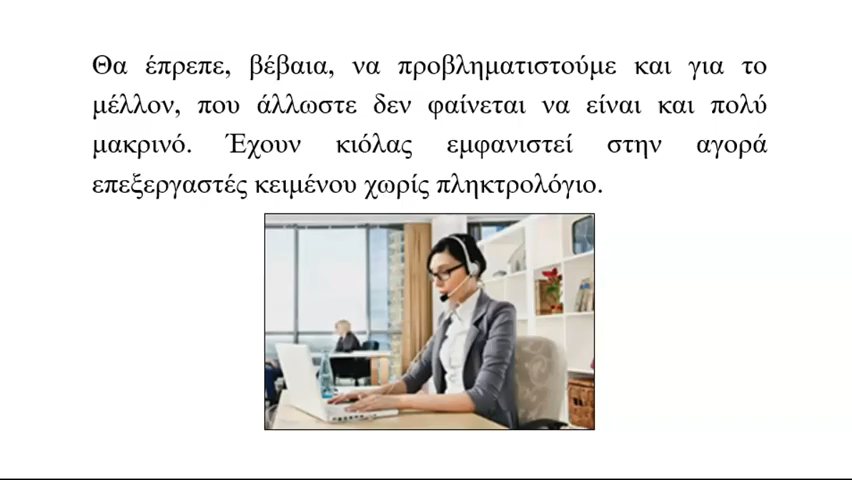 Θα έπρεπε, βέβαια, να προβληματιστούμε και για το
μέλλον, που άλλωστε δεν φαίνεται να είναι και πολύ
μακρινό. Έχουν κιόλας εμφανιστεί στην αγορά
επεξεργαστές κειμένου χωρίς πληκτρολόγιο.